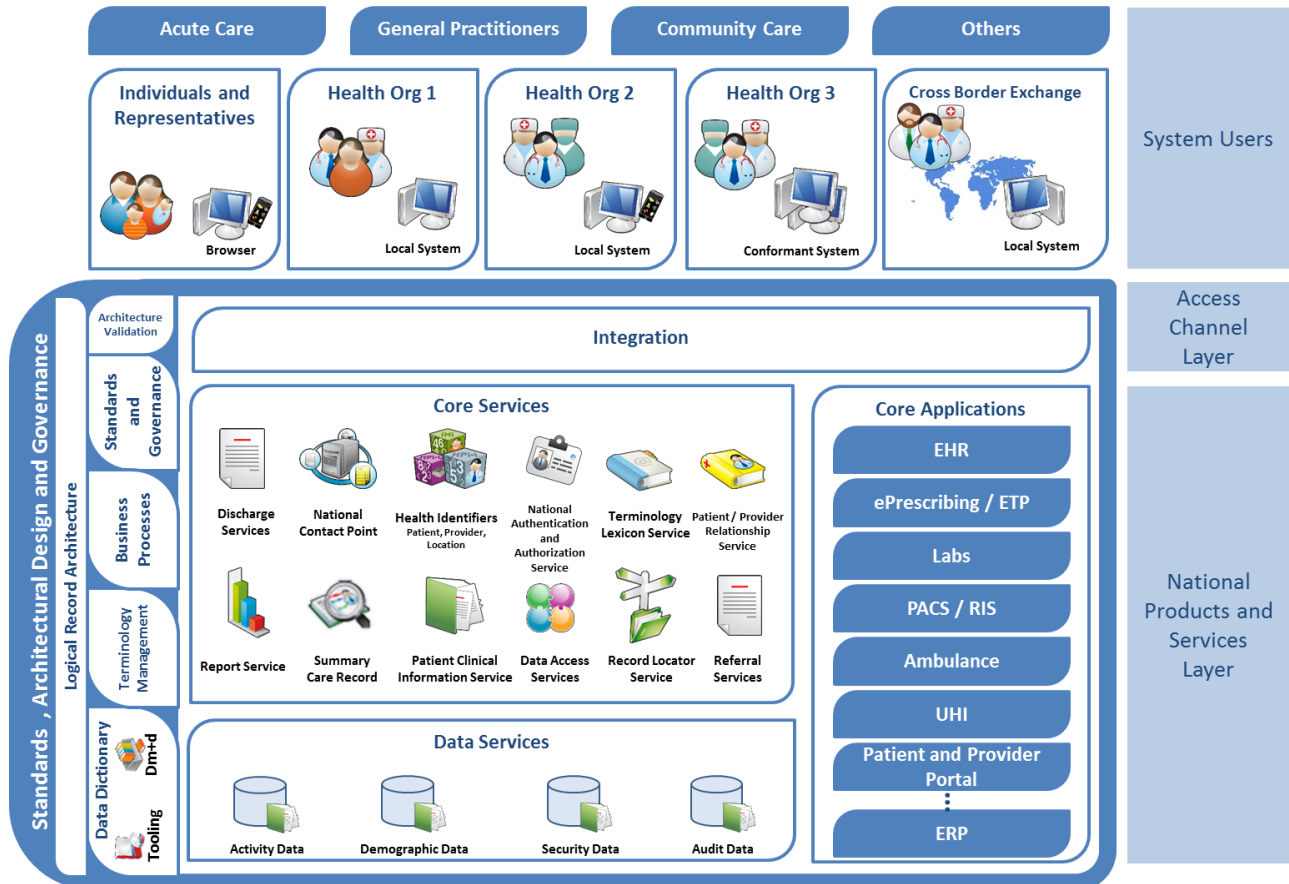 Acute Care
General Practitioners
Community Care
Others
Individuals and
Representatives
Browser
Health Org 1
Local System
Health Org 2
Local System
Health Org 3
Conformant System
Cross Border Exchange
Local System
System Users
Standards , Architectural Design and Governance
Logical Record Architecture
Architecture
Validation
Standards
and
Governance
Business
Processes
Terminology
Management
Data Dictionary
Dm+d
Tooling
Integration
Access
Channel
Layer
Core Services
Discharge
Services
National
Contact Point
Health Identifiers
Patient, Provider,
Location
National
Authentication
and
Authorization
Service
Terminology
Lexicon Service
Patient / Provider
Relationship
Service
Report Service
Summary
Care Record
Patient Clinical
Information Service
Data Access
Services
Record Locator
Service
Referral
Services
Data Services
Activity Data
Demographic Data
Security Data
Audit Data
Core Applications
EHR
ePrescribing / ETP
Labs
PACS / RIS
Ambulance
UHI
Patient and Provider
Portal
ERP
National
Products and
Services
Layer